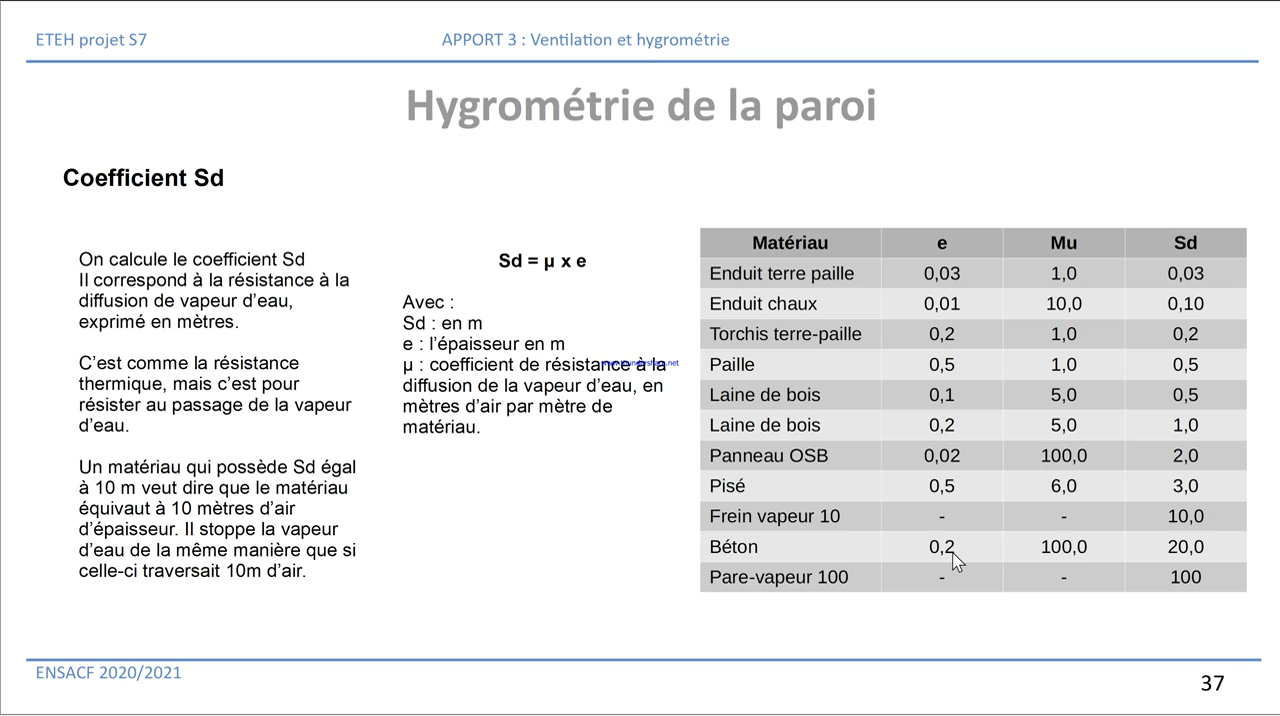 ETEH projet S7
APPORT 3 : Ventilation et hygrométrie
Hygrométrie de la paroi
Coefficient Sd
On calcule le coefficient Sd
Il correspond à la résistance à la
diffusion de vapeur d’eau,
exprimé en mètres.
C’est comme la résistance
thermique, mais c’est pour
résister au passage de la vapeur
d’eau.
Un matériau qui possède Sd égal
à 10 m veut dire que le matériau
équivaut à 10 mètres d’air
d’épaisseur. Il stoppe la vapeur
d’eau de la même manière que si
celle-ci traversait 10m d’air.
Sd = µ x e
Avec :
Sd : en m
e : l’épaisseur en m
µ : coefficient de résistance à la
diffusion de la vapeur d’eau, en
mètres d’air par mètre de
matériau.
Matériau e Mu Sd
Enduit terre paille 0,03 1,0 0,03
Enduit chaux 0,01 10,0 0,10
Torchis terre-paille 0,2 1,0 0,2
Paille 0,5 1,0 0,5
Laine de bois 0,1 5,0 0,5
Laine de bois 0,2 5,0 1,0
Panneau OSB 0,02 100,0 2,0
Pisé 0,5 6,0 3,0
Frein vapeur 10 - - 10,0
Béton 0,2 100,0 20,0
Pare-vapeur 100 - - 100
ENSACF 2020/2021
37